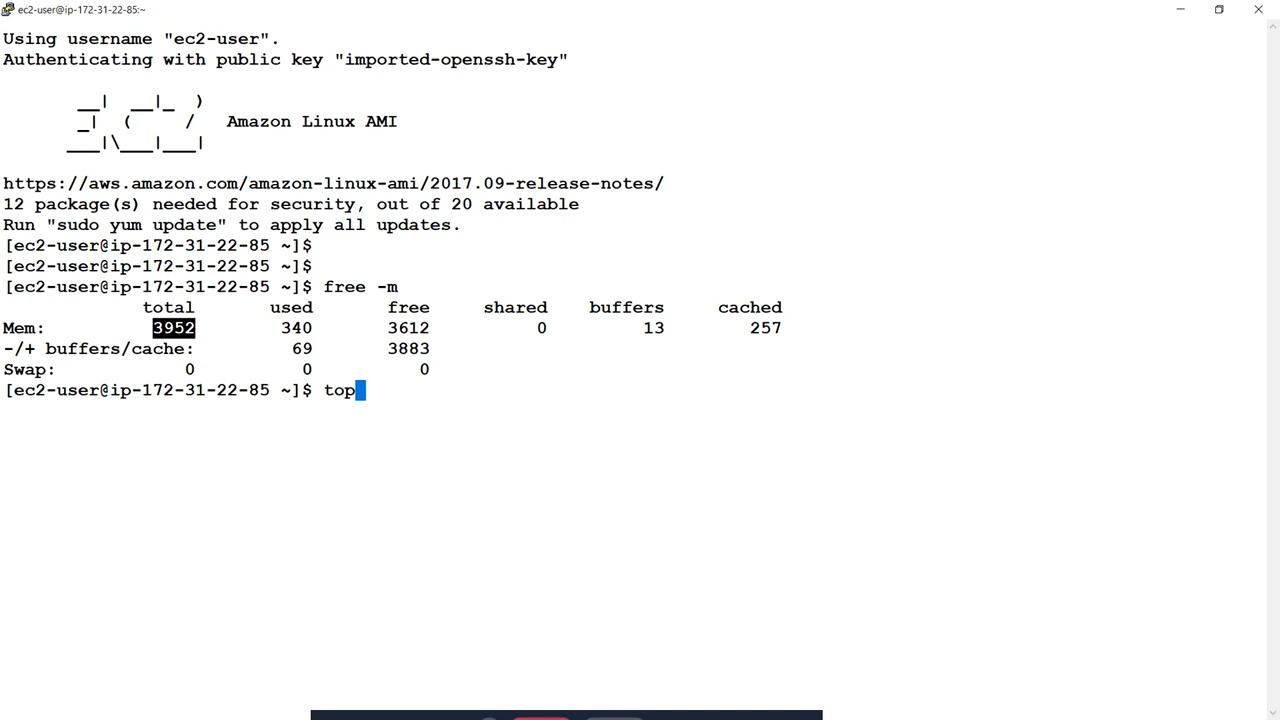 ec2-user@ip-172-31-22-85:~
Using username "ec2-user".
Authenticating with public key "imported-openssh-key"
       __|  __|_  )
       _|  (     /   Amazon Linux AMI
      ___|\___|___|
https://aws.amazon.com/amazon-linux-ami/2017.09-release-notes/
12 package(s) needed for security, out of 20 available
Run "sudo yum update" to apply all updates.
[ec2-user@ip-172-31-22-85 ~]$
[ec2-user@ip-172-31-22-85 ~]$
[ec2-user@ip-172-31-22-85 ~]$ free -m
             total       used       free     shared    buffers     cached
Mem:          3952        340       3612          0         13        257
-/+ buffers/cache:         69       3883
Swap:            0          0          0
[ec2-user@ip-172-31-22-85 ~]$ top